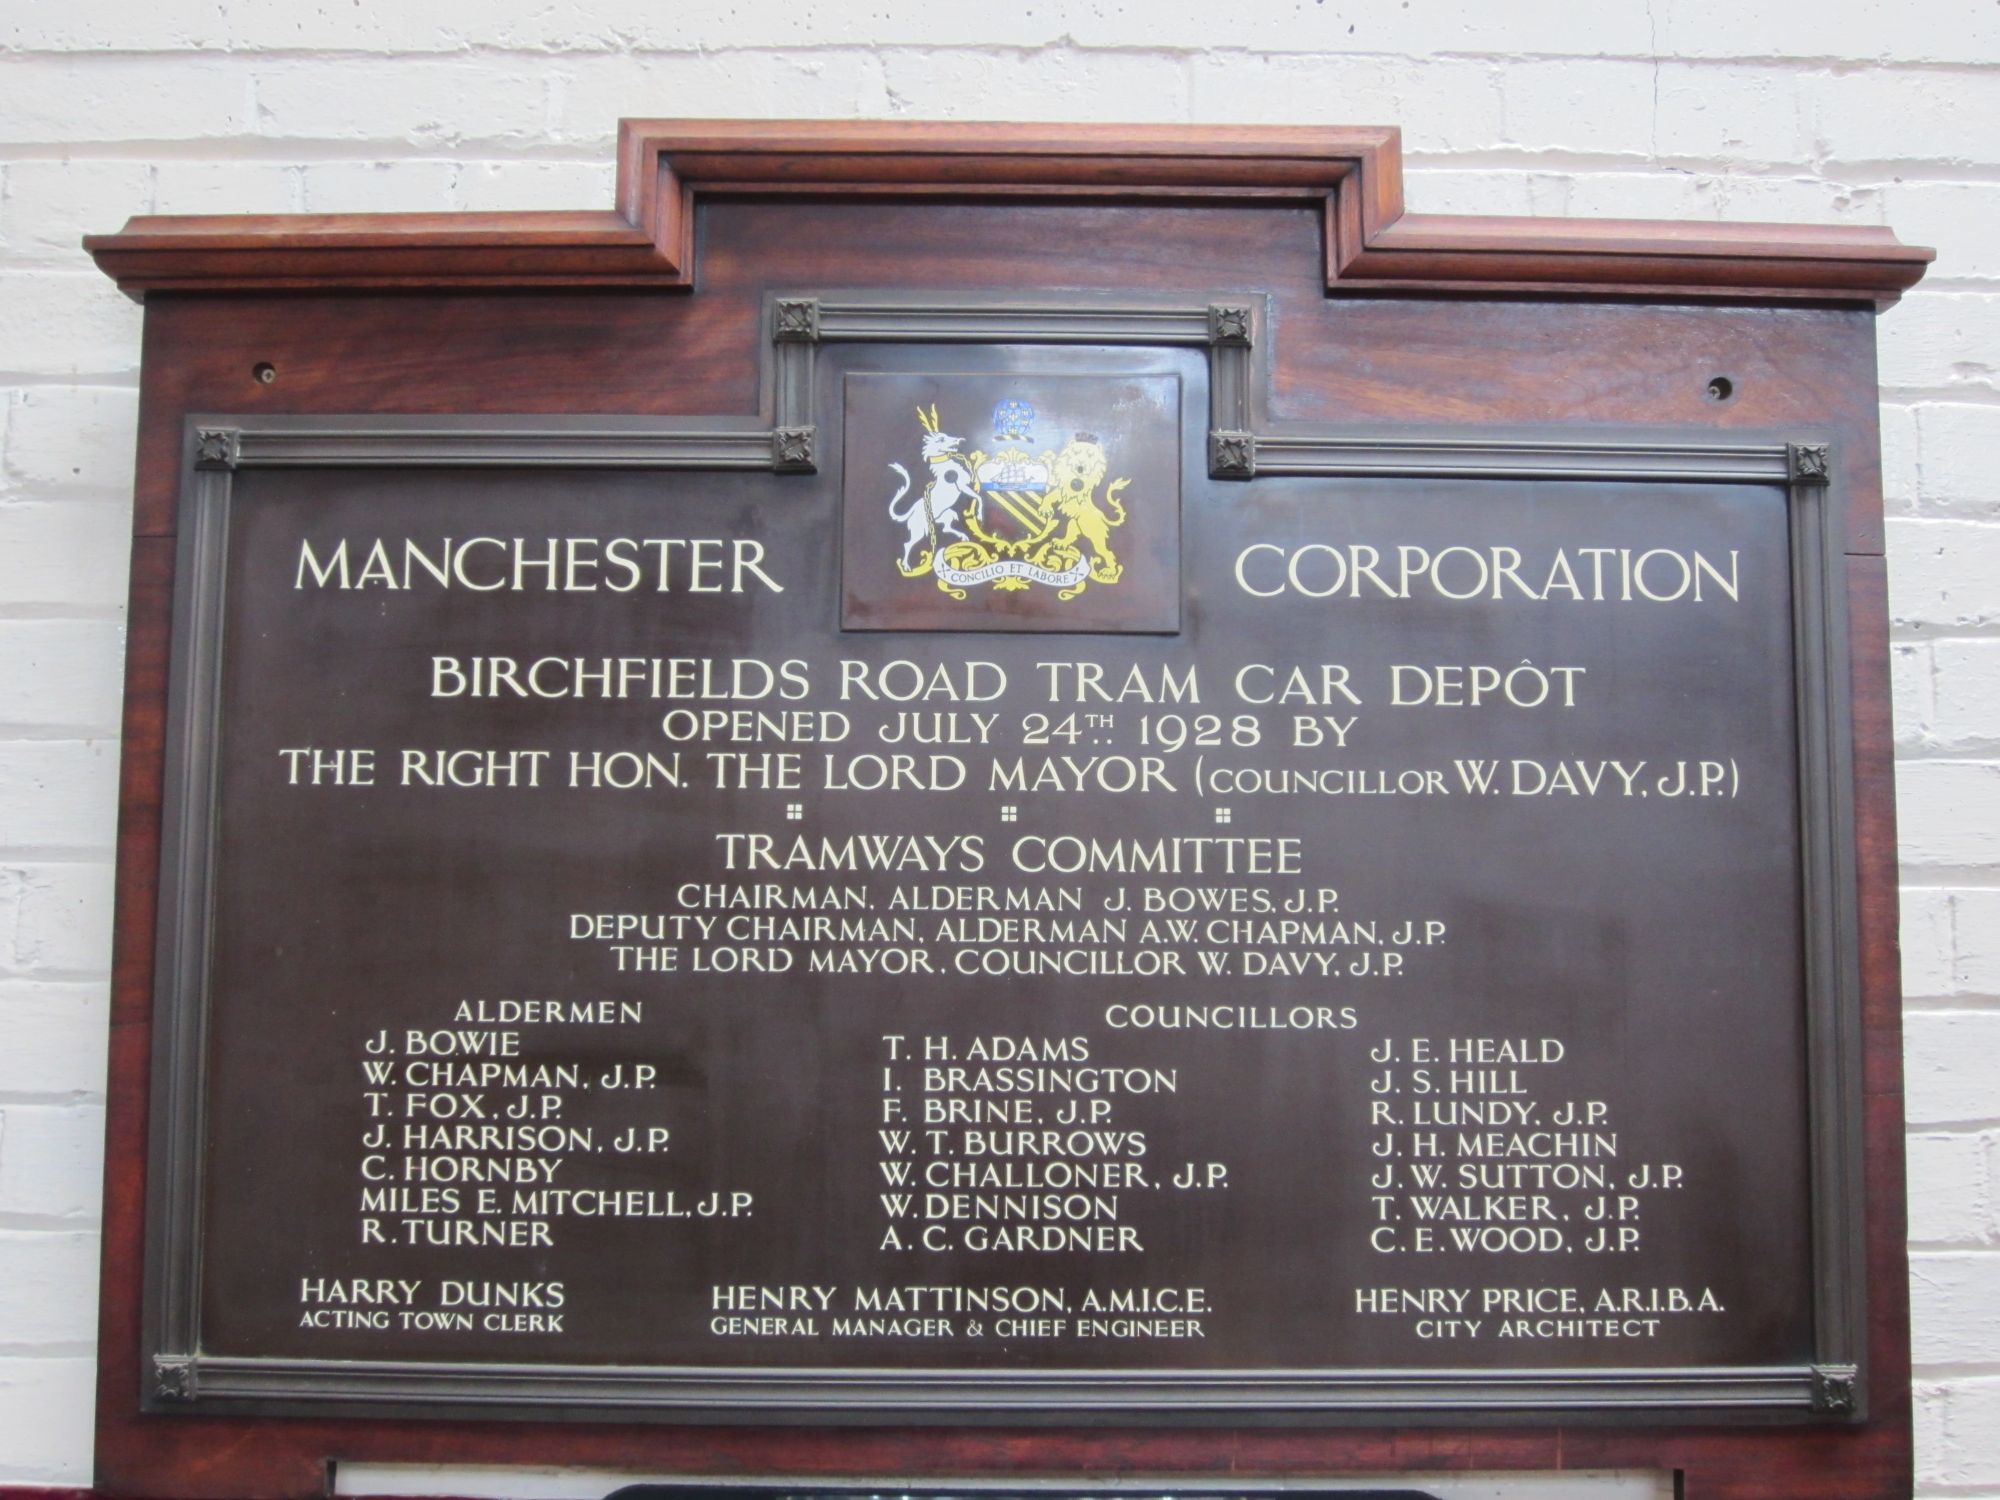 CONCILIO ET LABORE
MANCHESTER CORPORATION
BIRCHFIELDS ROAD TRAM CAR DEPÔT
OPENED JULY 24TH. 1928 BY
THE RIGHT HON. THE LORD MAYOR (COUNCILLOR W. DAVY, J.P.)
TRAMWAYS COMMITTEE
CHAIRMAN, ALDERMAN J. BOWES, J.P.
DEPUTY CHAIRMAN, ALDERMAN A.W. CHAPMAN, J.P.
THE LORD MAYOR, COUNCILLOR W. DAVY, J.P.
ALDERMEN
J. BOWIE
W. CHAPMAN, J.P.
T. FOX, J.P.
J. HARRISON, J.P.
C. HORNBY
MILES E. MITCHELL, J.P.
R. TURNER
COUNCILLORS
T. H. ADAMS
I. BRASSINGTON
F. BRINE, J.P.
W. T. BURROWS
W. CHALLONER, J.P.
W. DENNISON
A. C. GARDNER
J. E. HEALD
J. S. HILL
R. LUNDY, J.P.
J. H. MEACHIN
J. W. SUTTON, J.P.
T. WALKER, J.P.
C. E. WOOD, J.P.
HARRY DUNKS
ACTING TOWN CLERK
HENRY MATTINSON, A.M.I.C.E.
GENERAL MANAGER & CHIEF ENGINEER
HENRY PRICE, A.R.I.B.A.
CITY ARCHITECT